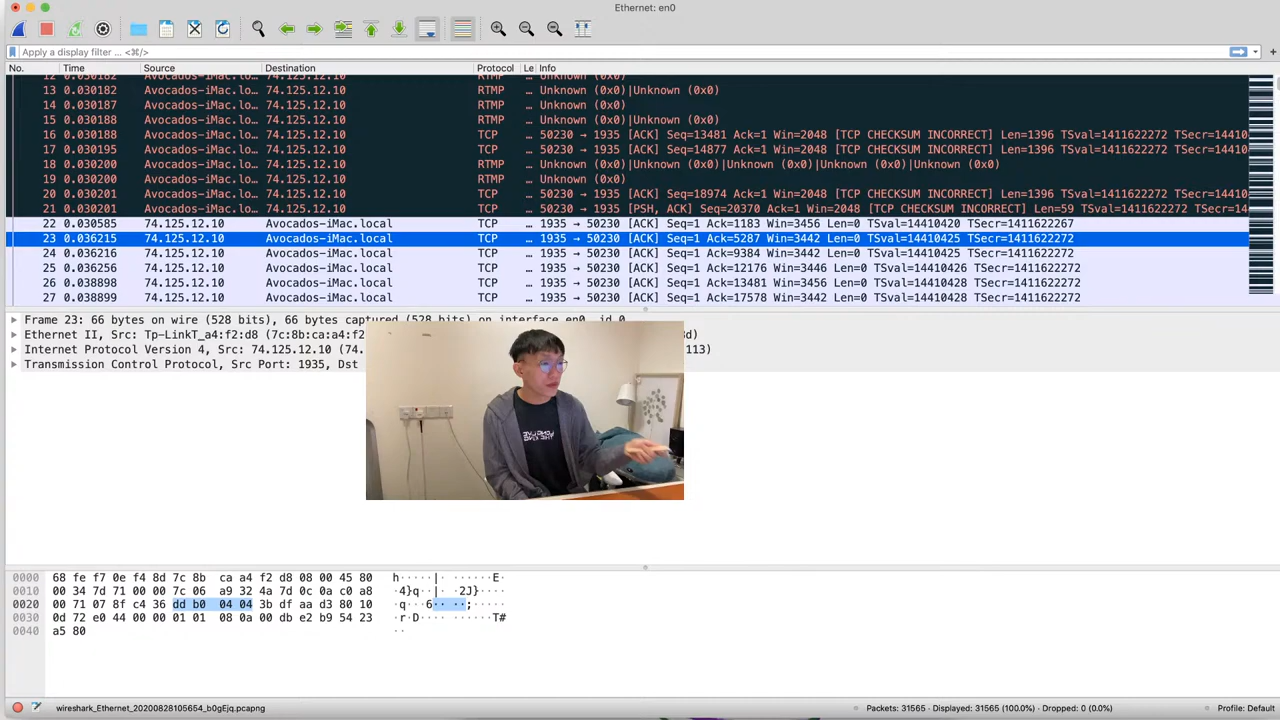 Ethernet: en0
Apply a display filter ... <⌘/>
No. Time Source Destination Protocol Le Info
12 0.030182 Avocados-iMac.lo… 74.125.12.10 RTMP … Unknown (0x0)
13 0.030182 Avocados-iMac.lo… 74.125.12.10 RTMP … Unknown (0x0)|Unknown (0x0)
14 0.030187 Avocados-iMac.lo… 74.125.12.10 RTMP … Unknown (0x0)
15 0.030188 Avocados-iMac.lo… 74.125.12.10 RTMP … Unknown (0x0)|Unknown (0x0)
16 0.030188 Avocados-iMac.lo… 74.125.12.10 TCP … 50230 → 1935 [ACK] Seq=13481 Ack=1 Win=2048 [TCP CHECKSUM INCORRECT] Len=1396 TSval=1411622272 TSecr=14410
17 0.030195 Avocados-iMac.lo… 74.125.12.10 TCP … 50230 → 1935 [ACK] Seq=14877 Ack=1 Win=2048 [TCP CHECKSUM INCORRECT] Len=1396 TSval=1411622272 TSecr=14410
18 0.030200 Avocados-iMac.lo… 74.125.12.10 RTMP … Unknown (0x0)|Unknown (0x0)|Unknown (0x0)|Unknown (0x0)
19 0.030200 Avocados-iMac.lo… 74.125.12.10 RTMP … Unknown (0x0)
20 0.030201 Avocados-iMac.lo… 74.125.12.10 TCP … 50230 → 1935 [ACK] Seq=18974 Ack=1 Win=2048 [TCP CHECKSUM INCORRECT] Len=1396 TSval=1411622272 TSecr=14410
21 0.030201 Avocados-iMac.lo… 74.125.12.10 TCP … 50230 → 1935 [PSH, ACK] Seq=20370 Ack=1 Win=2048 [TCP CHECKSUM INCORRECT] Len=59 TSval=1411622272 TSecr=14
22 0.030585 74.125.12.10 Avocados-iMac.local TCP … 1935 → 50230 [ACK] Seq=1 Ack=1183 Win=3456 Len=0 TSval=14410425 TSecr=1411622267
23 0.036215 74.125.12.10 Avocados-iMac.local TCP … 1935 → 50230 [ACK] Seq=1 Ack=5287 Win=3442 Len=0 TSval=14410425 TSecr=1411622272
24 0.036216 74.125.12.10 Avocados-iMac.local TCP … 1935 → 50230 [ACK] Seq=1 Ack=9384 Win=3442 Len=0 TSval=14410425 TSecr=1411622272
25 0.036256 74.125.12.10 Avocados-iMac.local TCP … 1935 → 50230 [ACK] Seq=1 Ack=12176 Win=3446 Len=0 TSval=14410426 TSecr=1411622272
26 0.038898 74.125.12.10 Avocados-iMac.local TCP … 1935 → 50230 [ACK] Seq=1 Ack=13481 Win=3451 Len=0 TSval=14410428 TSecr=1411622272
27 0.038899 74.125.12.10 Avocados-iMac.local TCP … 1935 → 50230 [ACK] Seq=1 Ack=17578 Win=3442 Len=0 TSval=14410428 TSecr=1411622272
Frame 23: 66 bytes on wire (528 bits), 66 bytes captured (528 bits) on interface en0, id 0
Ethernet II, Src: Tp-LinkT_a4:f2:d8 (7c:8b:ca:a4:f2 d)
Internet Protocol Version 4, Src: 74.125.12.10 (74. 113)
Transmission Control Protocol, Src Port: 1935, Dst
0000 68 fe f7 0e f4 8d 7c 8b ca a4 f2 d8 08 00 45 80 h·····|· ······E·
0010 00 34 7d 71 00 00 7c 06 a9 32 4a 7d 0c 0a c0 a8 ·4}q··|· ·2J}····
0020 00 71 07 8f c4 36 dd b0 04 04 3b df aa d3 80 10 ·q···6·· ··;·····
0030 0d 72 e0 44 00 00 01 01 08 0a 00 db e2 b9 54 23 ·r·D···· ······T#
0040 a5 80 ··
wireshark_Ethernet_20200828105654_b0gEjq.pcapng Packets: 31565 · Displayed: 31565 (100.0%) · Dropped: 0 (0.0%) Profile: Default